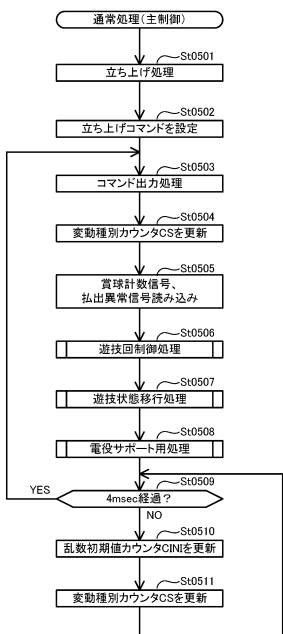 通常処理(主制御)
St0501
立ち上げ処理
St0502
立ち上げコマンドを設定
St0503
コマンド出力処理
St0504
変動種別カウンタCSを更新
St0505
賞球計数信号、
払出異常信号読み込み
St0506
遊技回制御処理
St0507
遊技状態移行処理
St0508
電役サポート用処理
St0509
YES
4msec経過？
NO
St0510
乱数初期値カウンタCINIを更新
St0511
変動種別カウンタCSを更新